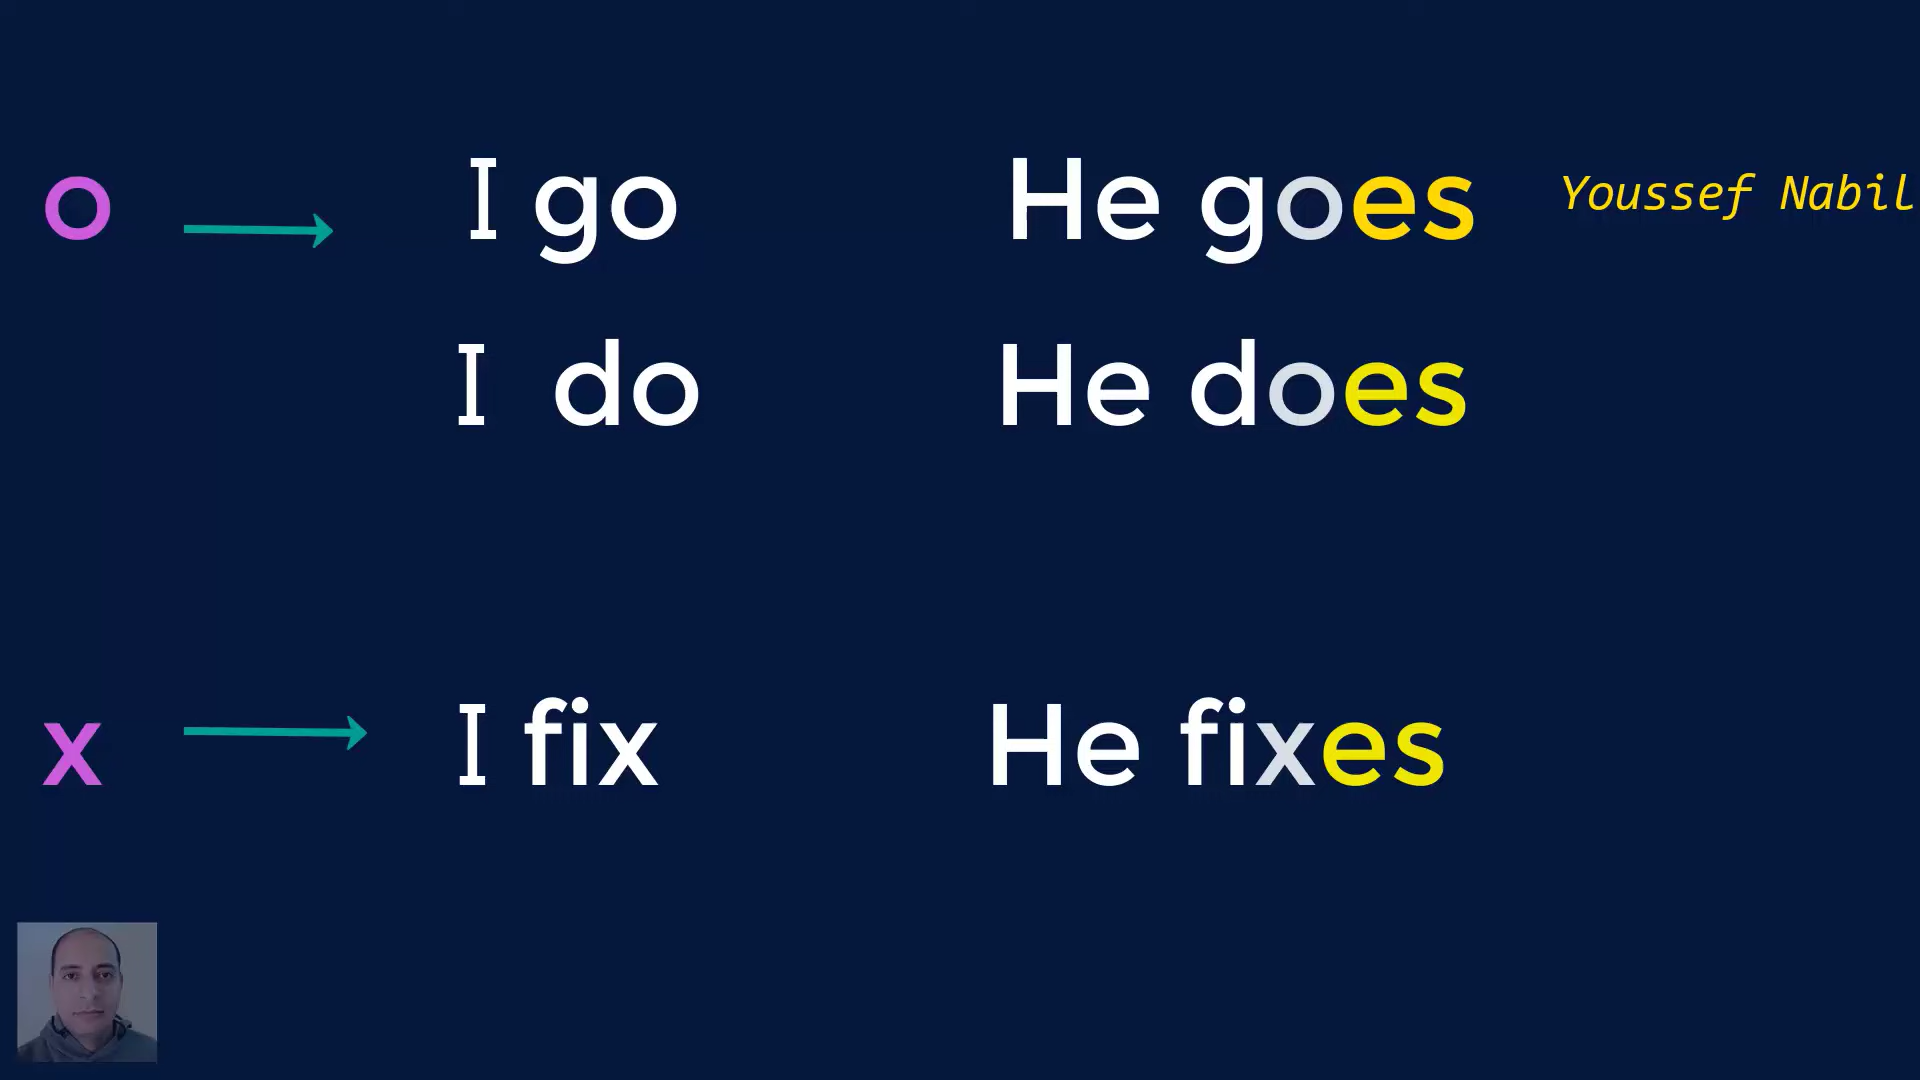 o I go He goes Youssef Nabil
I do He does
x I fix He fixes